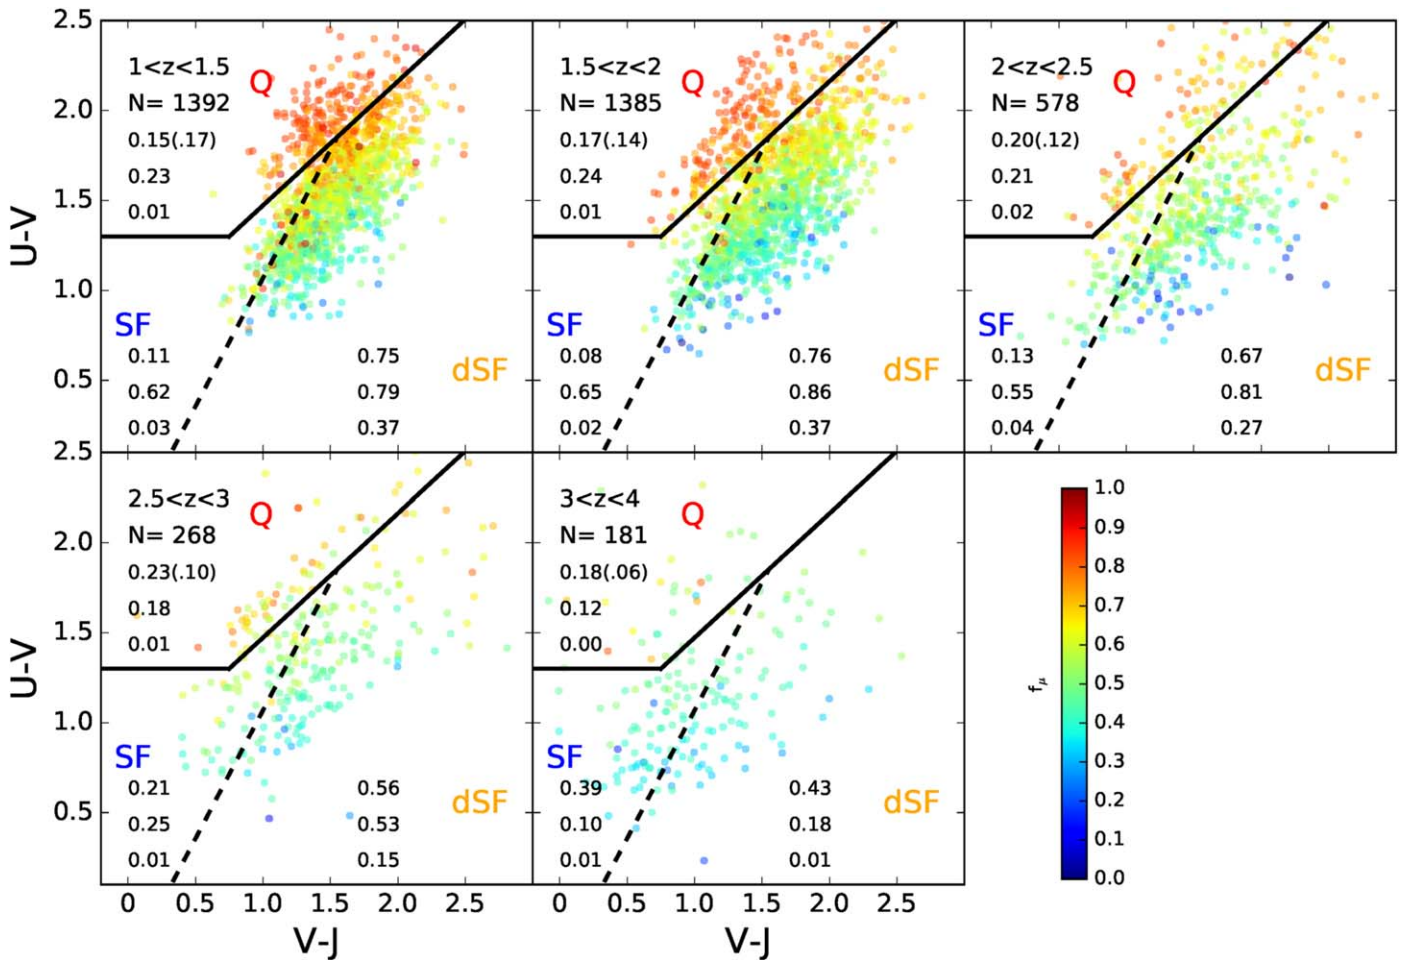 2.5
2.0
1.5
1.0
0.5
U-V
1<z<1.5
Q
N= 1392
0.15(.17)
0.23
0.01
SF
0.11
0.62
0.03
0.75
0.79
0.37
dSF
1.5<z<2
Q
N= 1385
0.17(.14)
0.24
0.01
SF
0.08
0.65
0.02
0.76
0.86
0.37
dSF
2<z<2.5
Q
N= 578
0.20(.12)
0.21
0.02
SF
0.13
0.55
0.04
0.67
0.81
0.27
dSF
2.5
2.0
1.5
1.0
0.5
U-V
2.5<z<3
Q
N= 268
0.23(.10)
0.18
0.01
SF
0.21
0.25
0.01
0.56
0.53
0.15
dSF
0 0.5 1.0 1.5 2.0 2.5
V-J
3<z<4
Q
N= 181
0.18(.06)
0.12
0.00
SF
0.39
0.10
0.01
0.43
0.18
0.01
dSF
0 0.5 1.0 1.5 2.0 2.5
V-J
1.0
0.9
0.8
0.7
0.6
0.5
0.4
0.3
0.2
0.1
0.0
fμ